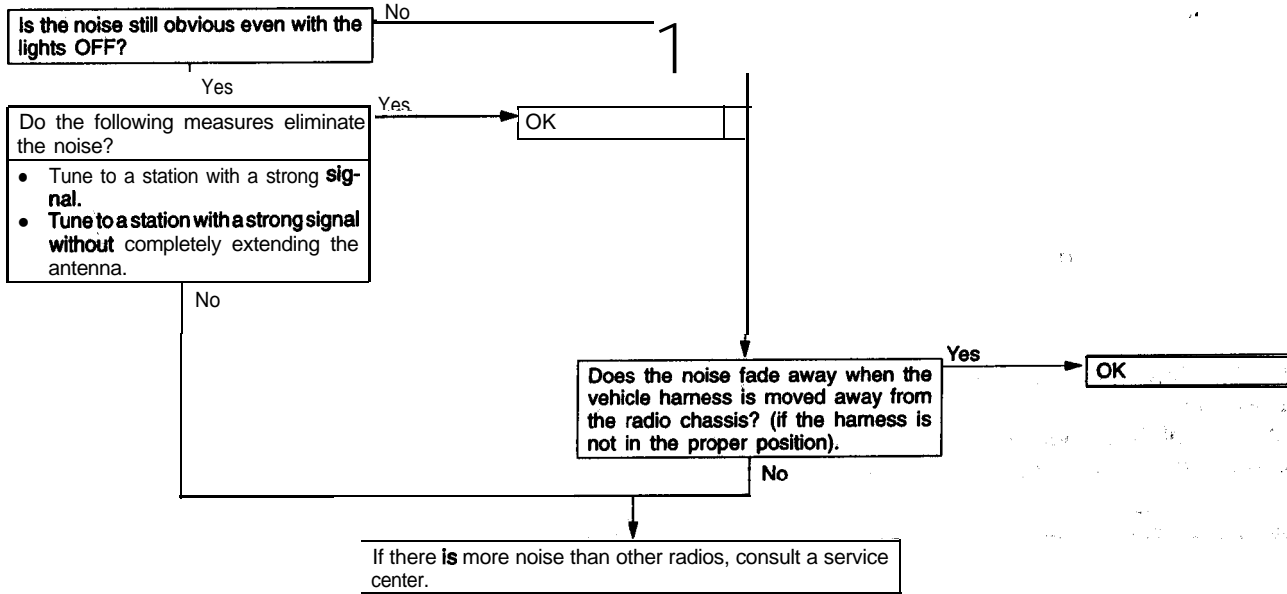 Is the noise still obvious even with the
lights OFF?
No
Yes
Do the following measures eliminate
the noise?
Yes
OK
● Tune to a station with a strong sig-
nal.
● Tune to a station with a strong signal
without completely extending the
antenna.
No
Does the noise fade away when the
vehicle harness is moved away from
the radio chassis? (if the harness is
not in the proper position).
Yes
OK
No
If there is more noise than other radios, consult a service
center.